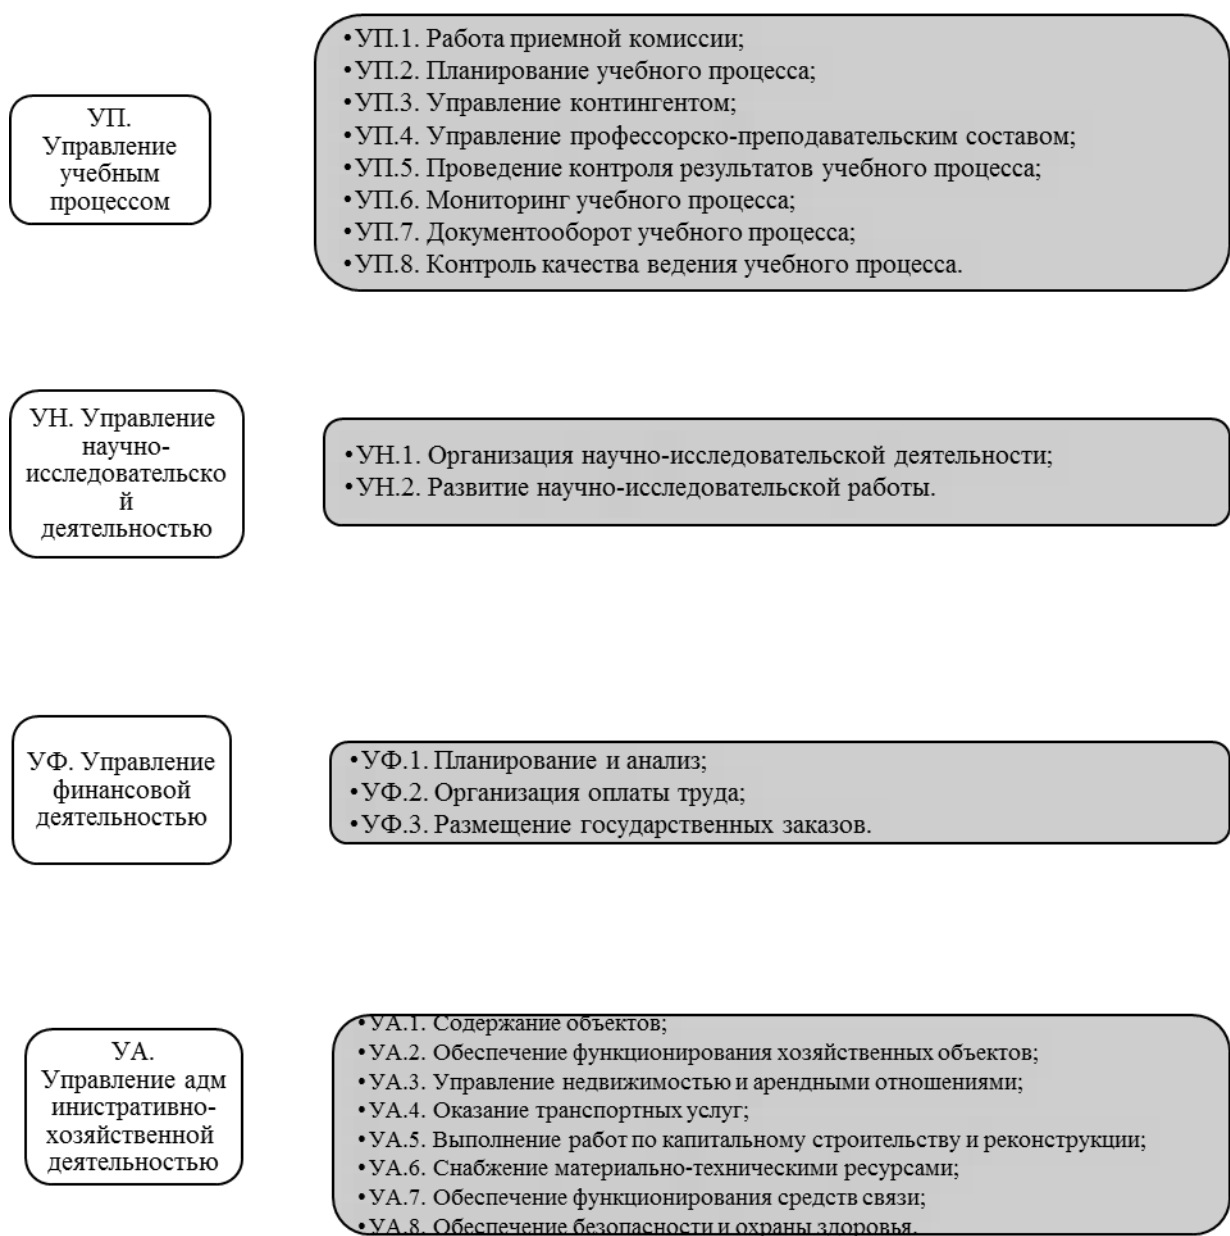 УП.
Управление
учебным
процессом
•УП.1. Работа приемной комиссии;
•УП.2. Планирование учебного процесса;
•УП.3. Управление контингентом;
•УП.4. Управление профессорско-преподавательским составом;
•УП.5. Проведение контроля результатов учебного процесса;
•УП.6. Мониторинг учебного процесса;
•УП.7. Документооборот учебного процесса;
•УП.8. Контроль качества ведения учебного процесса.
УН. Управление
научно-
исследовательско
й
деятельностью
•УН.1. Организация научно-исследовательской деятельности;
•УН.2. Развитие научно-исследовательской работы.
УФ. Управление
финансовой
деятельностью
•УФ.1. Планирование и анализ;
•УФ.2. Организация оплаты труда;
•УФ.3. Размещение государственных заказов.
УА.
Управление адм
инистративно-
хозяйственной
деятельностью
•УА.1. Содержание объектов;
•УА.2. Обеспечение функционирования хозяйственных объектов;
•УА.3. Управление недвижимостью и арендными отношениями;
•УА.4. Оказание транспортных услуг;
•УА.5. Выполнение работ по капитальному строительству и реконструкции;
•УА.6. Снабжение материально-техническими ресурсами;
•УА.7. Обеспечение функционирования средств связи;
•УА.8. Обеспечение безопасности и охраны здоровья.